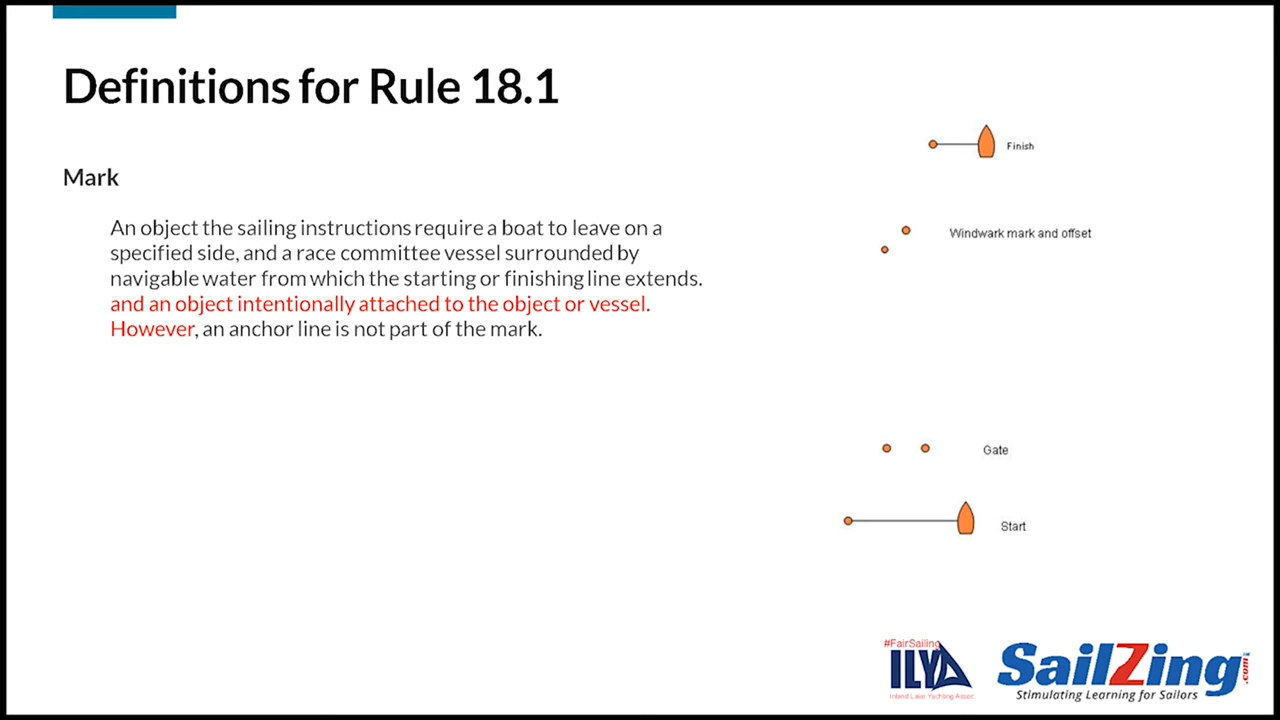 Definitions for Rule 18.1
Mark
An object the sailing instructions require a boat to leave on a
specified side, and a race committee vessel surrounded by
navigable water from which the starting or finishing line extends.
and an object intentionally attached to the object or vessel.
However, an anchor line is not part of the mark.
Finish
Windwark mark and offset
Gate
Start
#FairSailing
ILYA
Inland Lake Yachting Assoc.
SailZing.com
Stimulating Learning for Sailors